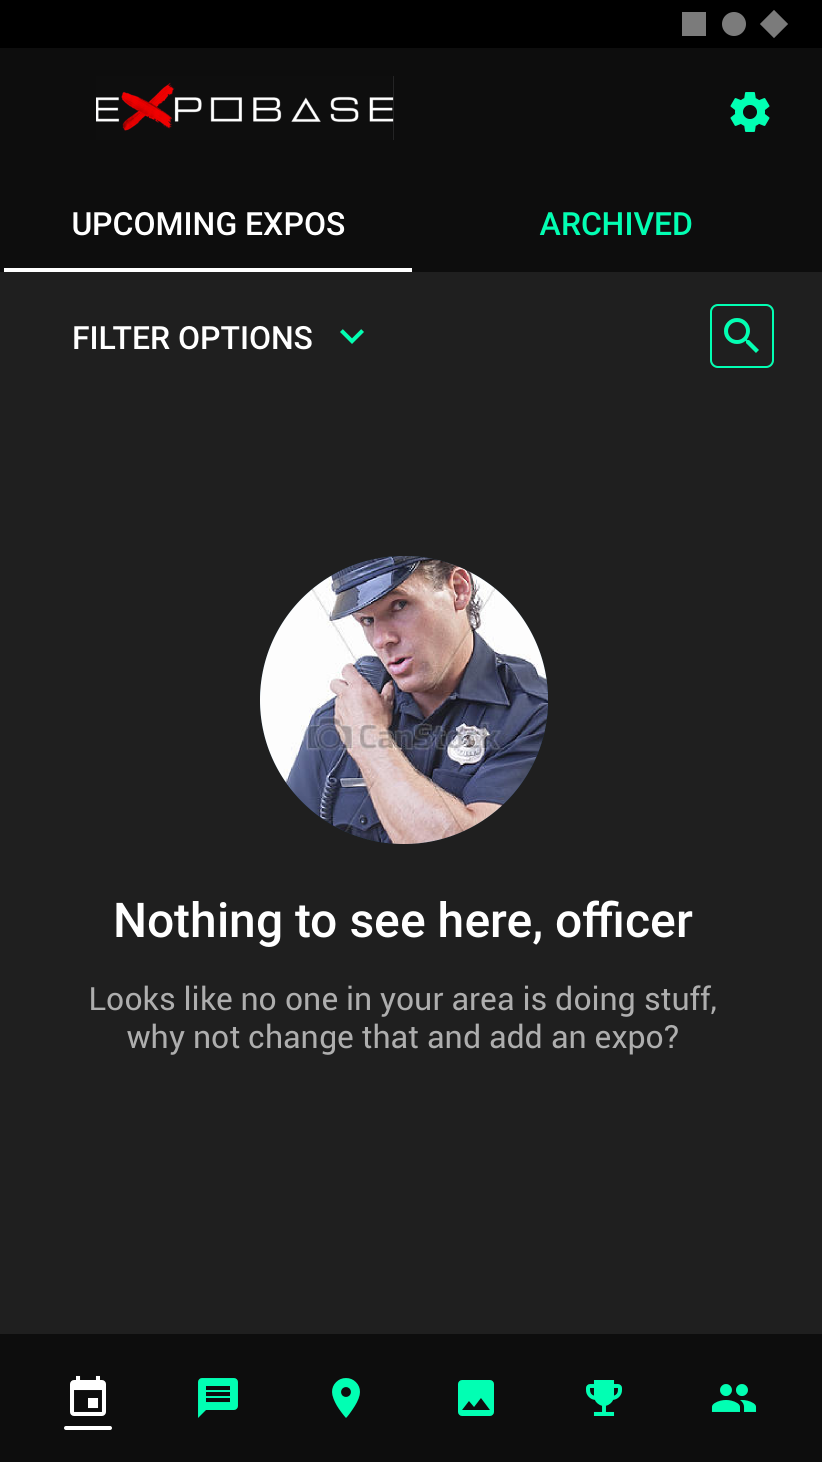 EXPOBASE
UPCOMING EXPOS
ARCHIVED
FILTER OPTIONS
CanStock
Nothing to see here, officer
Looks like no one in your area is doing stuff,
why not change that and add an expo?